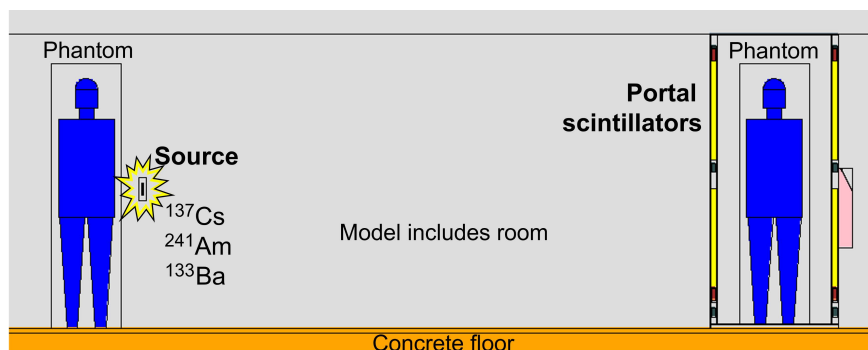 Phantom
Phantom
Portal
scintillators
Source
¹³⁷Cs
²⁴¹Am
¹³³Ba
Model includes room
Concrete floor